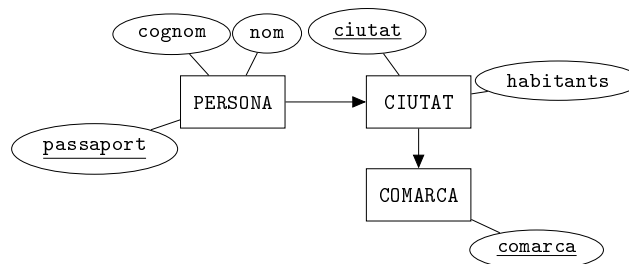 cognom
nom
ciutat
PERSONA
CIUTAT
habitants
passaport
COMARCA
comarca